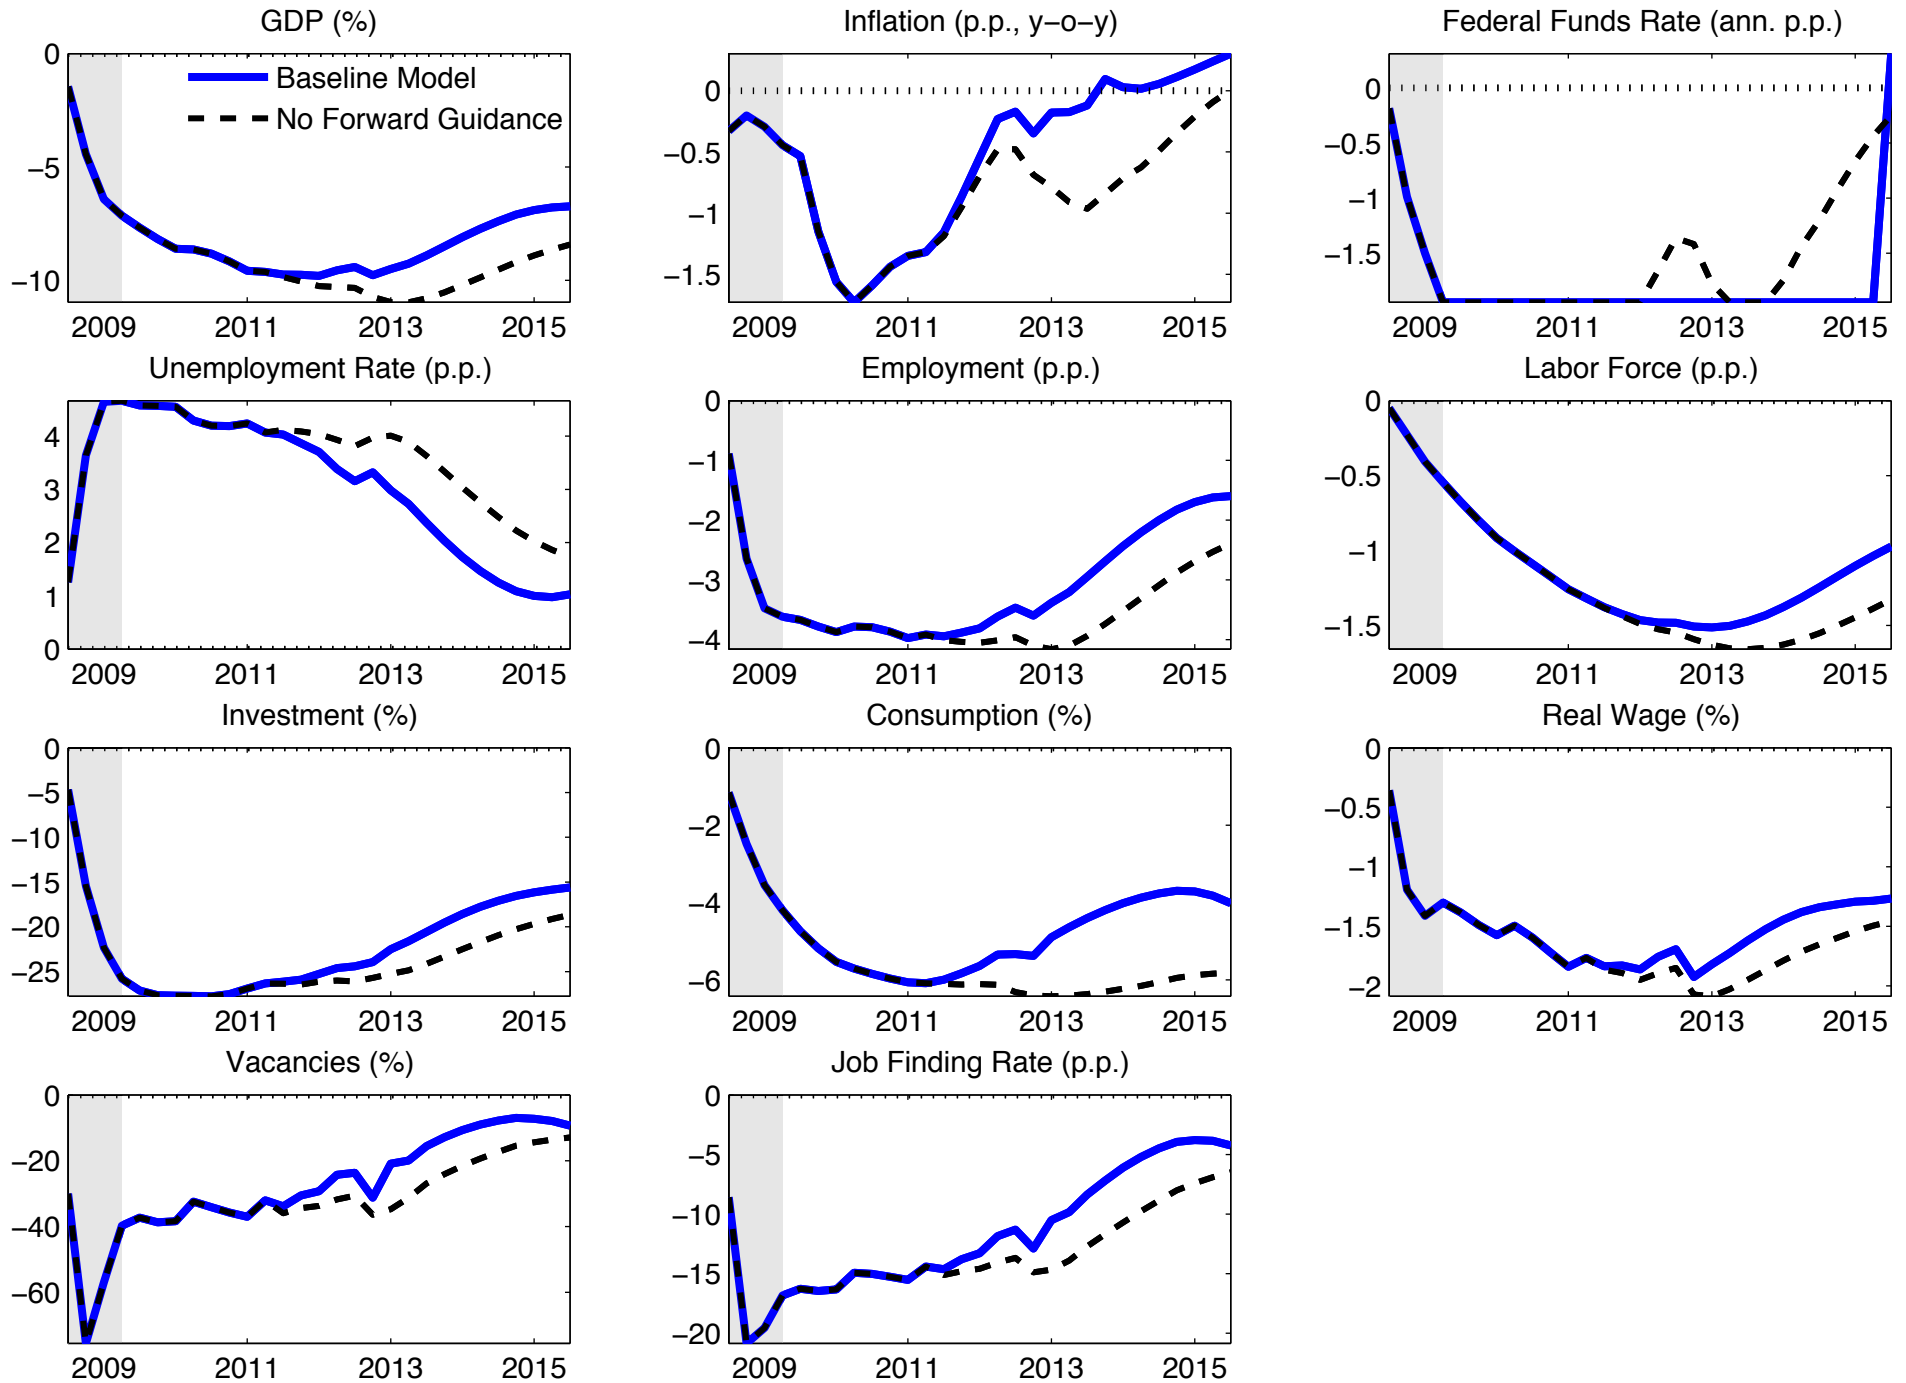 GDP (%)
Inflation (p.p., y−o−y)
Federal Funds Rate (ann. p.p.)
0
−5
−10
Baseline Model
No Forward Guidance
2009 2011 2013 2015
0
−0.5
−1
−1.5
2009 2011 2013 2015
0
−0.5
−1
−1.5
2009 2011 2013 2015
Unemployment Rate (p.p.)
Employment (p.p.)
Labor Force (p.p.)
4
3
2
1
0
2009 2011 2013 2015
0
−1
−2
−3
−4
2009 2011 2013 2015
0
−0.5
−1
−1.5
2009 2011 2013 2015
Investment (%)
Consumption (%)
Real Wage (%)
0
−5
−10
−15
−20
−25
2009 2011 2013 2015
0
−2
−4
−6
2009 2011 2013 2015
0
−0.5
−1
−1.5
−2
2009 2011 2013 2015
Vacancies (%)
Job Finding Rate (p.p.)
0
−20
−40
−60
2009 2011 2013 2015
0
−5
−10
−15
−20
2009 2011 2013 2015